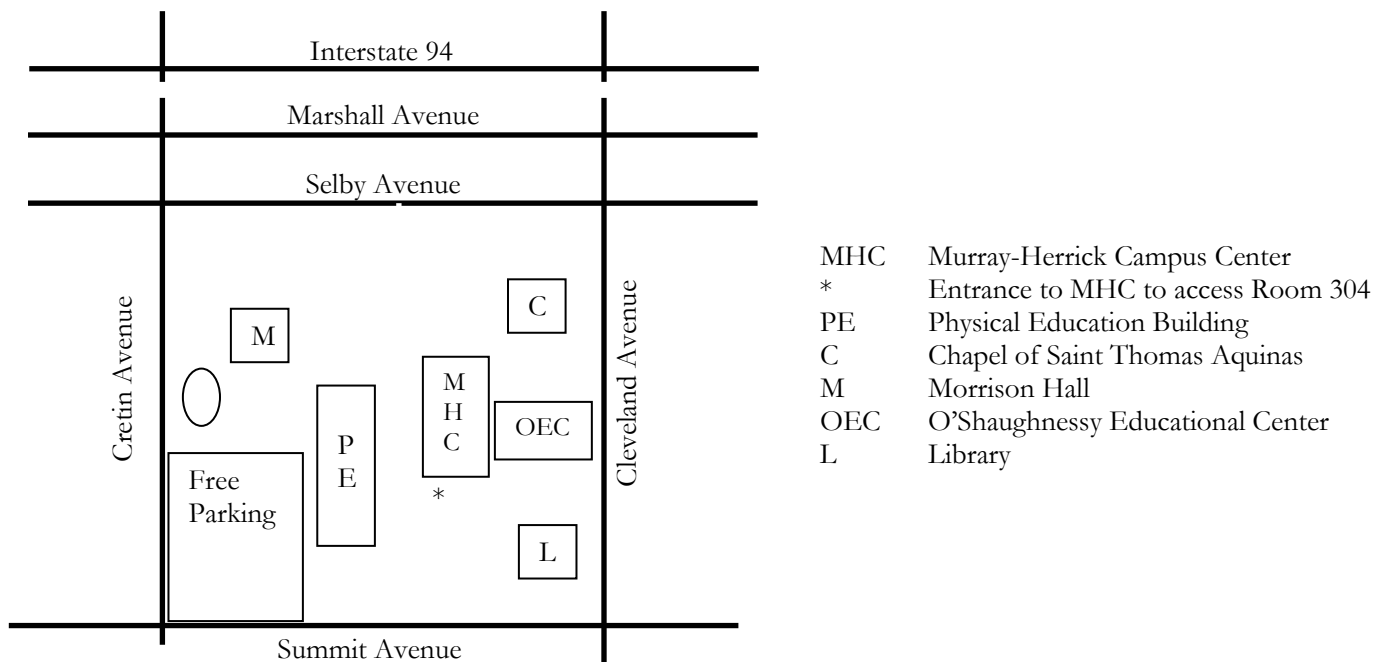 Interstate 94
Marshall Avenue
Selby Avenue
Cretin Avenue
Cleveland Avenue
M
C
M
H
C
OEC
P
E
Free
Parking
*
L
Summit Avenue
MHC Murray-Herrick Campus Center
* Entrance to MHC to access Room 304
PE Physical Education Building
C Chapel of Saint Thomas Aquinas
M Morrison Hall
OEC O’Shaughnessy Educational Center
L Library